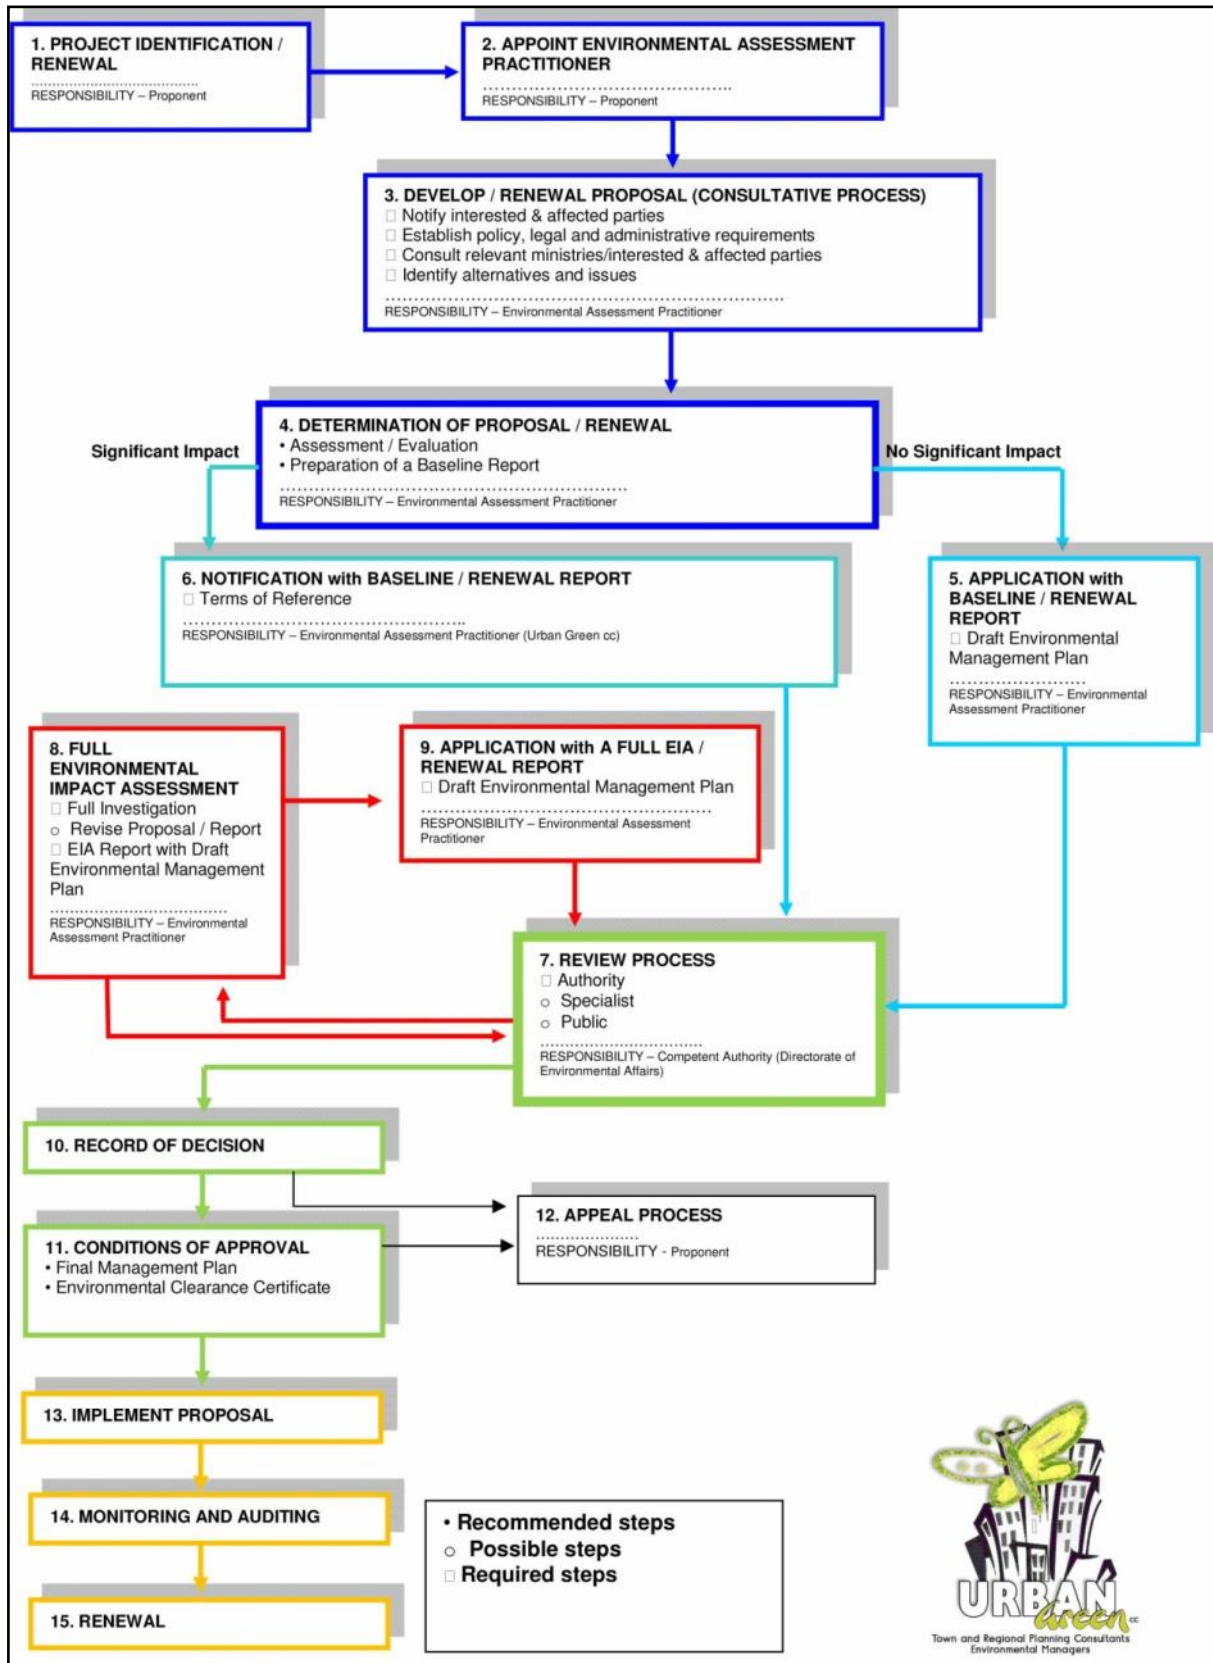 1. PROJECT IDENTIFICATION /
RENEWAL
..........................................
RESPONSIBILITY – Proponent
2. APPOINT ENVIRONMENTAL ASSESSMENT
PRACTITIONER
..........................................
RESPONSIBILITY – Proponent
3. DEVELOP / RENEWAL PROPOSAL (CONSULTATIVE PROCESS)
□ Notify interested & affected parties
□ Establish policy, legal and administrative requirements
□ Consult relevant ministries/interested & affected parties
□ Identify alternatives and issues
......................................................................
RESPONSIBILITY – Environmental Assessment Practitioner
4. DETERMINATION OF PROPOSAL / RENEWAL
• Assessment / Evaluation
• Preparation of a Baseline Report
..............................................................
RESPONSIBILITY – Environmental Assessment Practitioner
Significant Impact
No Significant Impact
6. NOTIFICATION with BASELINE / RENEWAL REPORT
□ Terms of Reference
..................................................
RESPONSIBILITY – Environmental Assessment Practitioner (Urban Green cc)
5. APPLICATION with
BASELINE / RENEWAL
REPORT
□ Draft Environmental
Management Plan
........................
RESPONSIBILITY – Environmental
Assessment Practitioner
8. FULL
ENVIRONMENTAL
IMPACT ASSESSMENT
□ Full Investigation
o Revise Proposal / Report
□ EIA Report with Draft
Environmental Management
Plan
..................................
RESPONSIBILITY – Environmental
Assessment Practitioner
9. APPLICATION with A FULL EIA /
RENEWAL REPORT
□ Draft Environmental Management Plan
..................................................
RESPONSIBILITY – Environmental Assessment
Practitioner
7. REVIEW PROCESS
□ Authority
o Specialist
o Public
..................................
RESPONSIBILITY – Competent Authority (Directorate of
Environmental Affairs)
10. RECORD OF DECISION
11. CONDITIONS OF APPROVAL
• Final Management Plan
• Environmental Clearance Certificate
12. APPEAL PROCESS
......................
RESPONSIBILITY - Proponent
13. IMPLEMENT PROPOSAL
14. MONITORING AND AUDITING
15. RENEWAL
• Recommended steps
o Possible steps
□ Required steps
URBAN
Green cc
Town and Regional Planning Consultants
Environmental Managers